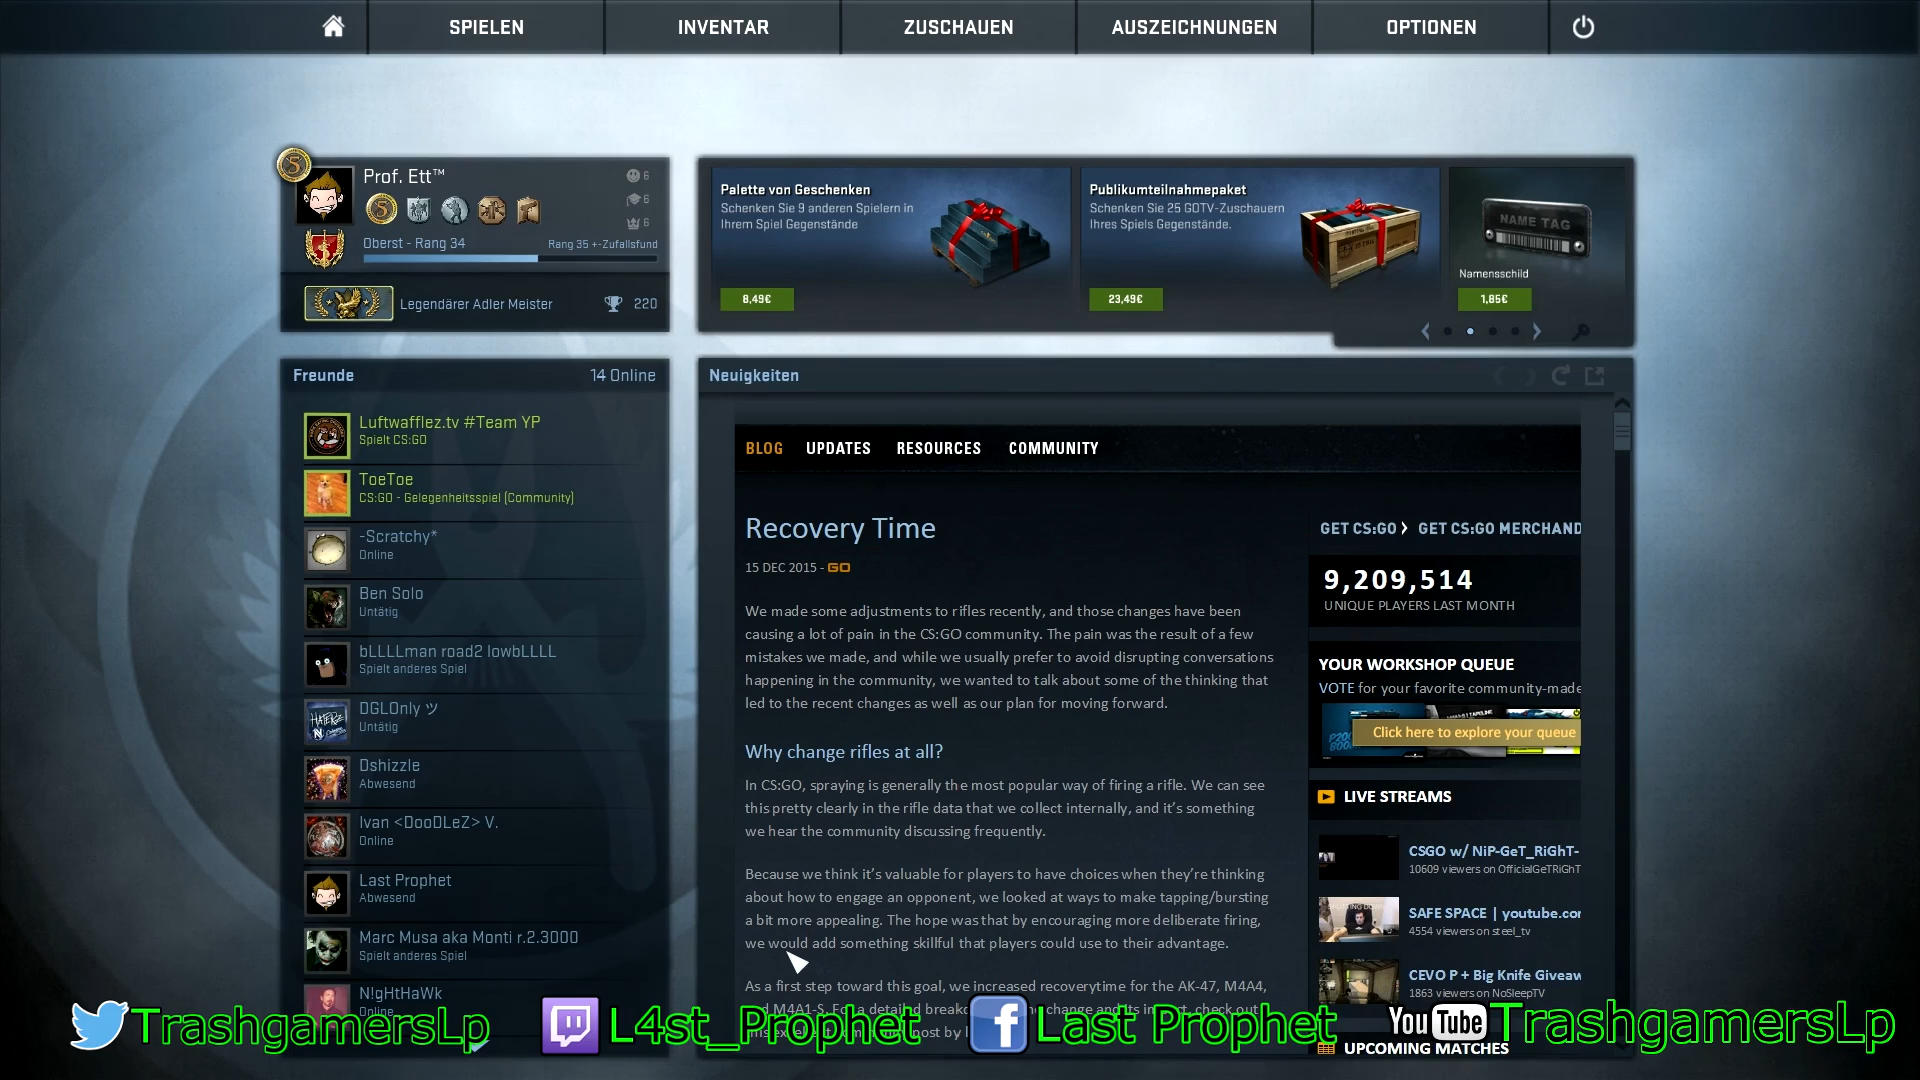 SPIELEN
INVENTAR
ZUSCHAUEN
AUSZEICHNUNGEN
OPTIONEN
Prof. Ett™
6
6
6
Oberst - Rang 34
Rang 35 +-Zufallsfund
Legendärer Adler Meister
220
Palette von Geschenken
Schenken Sie 9 anderen Spielern in
Ihrem Spiel Gegenstände
8,49€
Publikumteilnahmepaket
Schenken Sie 25 GOTV-Zuschauern
Ihres Spiels Gegenstände.
23,49€
NAME TAG
Namensschild
1,85€
Freunde
14 Online
Luftwafflez.tv #Team YP
Spielt CS:GO
ToeToe
CS:GO - Gelegenheitsspiel (Community)
-Scratchy*
Online
Ben Solo
Untätig
bLLLLman road2 lowbLLLL
Spielt anderes Spiel
DGLOnly ツ
Untätig
Dshizzle
Abwesend
Ivan <DooDLeZ> V.
Online
Last Prophet
Abwesend
Marc Musa aka Monti r.2.3000
Spielt anderes Spiel
N!gHtHaWk
Online
Neuigkeiten
BLOG UPDATES RESOURCES COMMUNITY
Recovery Time
15 DEC 2015 - GO
We made some adjustments to rifles recently, and those changes have been
causing a lot of pain in the CS:GO community. The pain was the result of a few
mistakes we made, and while we usually prefer to avoid disrupting conversations
happening in the community, we wanted to talk about some of the thinking that
led to the recent changes as well as our plan for moving forward.
Why change rifles at all?
In CS:GO, spraying is generally the most popular way of firing a rifle. We can see
this pretty clearly in the rifle data that we collect internally, and it's something
we hear the community discussing frequently.
Because we think it's valuable for players to have choices when they're thinking
about how to engage an opponent, we looked at ways to make tapping/bursting
a bit more appealing. The hope was that by encouraging more deliberate firing,
we would add something skillful that players could use to their advantage.
As a first step toward this goal, we increased recoverytime for the AK-47, M4A4,
M4A1-S. For a detailed change and its check out
post by
GET CS:GO GET CS:GO MERCHAND
9,209,514
UNIQUE PLAYERS LAST MONTH
YOUR WORKSHOP QUEUE
VOTE for your favorite community-made
Click here to explore your queue
LIVE STREAMS
CSGO w/ NiP-GeT_RiGhT-
10609 viewers on OfficialGeTRiGhT
SAFE SPACE | youtube.cor
4554 viewers on steel_tv
CEVO P + Big Knife Giveaw
1863 viewers on NoSleepTV
UPCOMING MATCHES
TrashgamersLp
L4st_Prophet
Last Prophet
YouTube TrashgamersLp